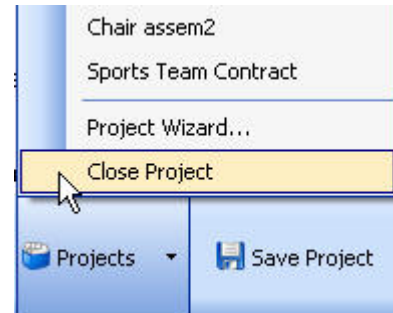 Chair assem2
Sports Team Contract
Project Wizard...
Close Project
Projects
Save Project